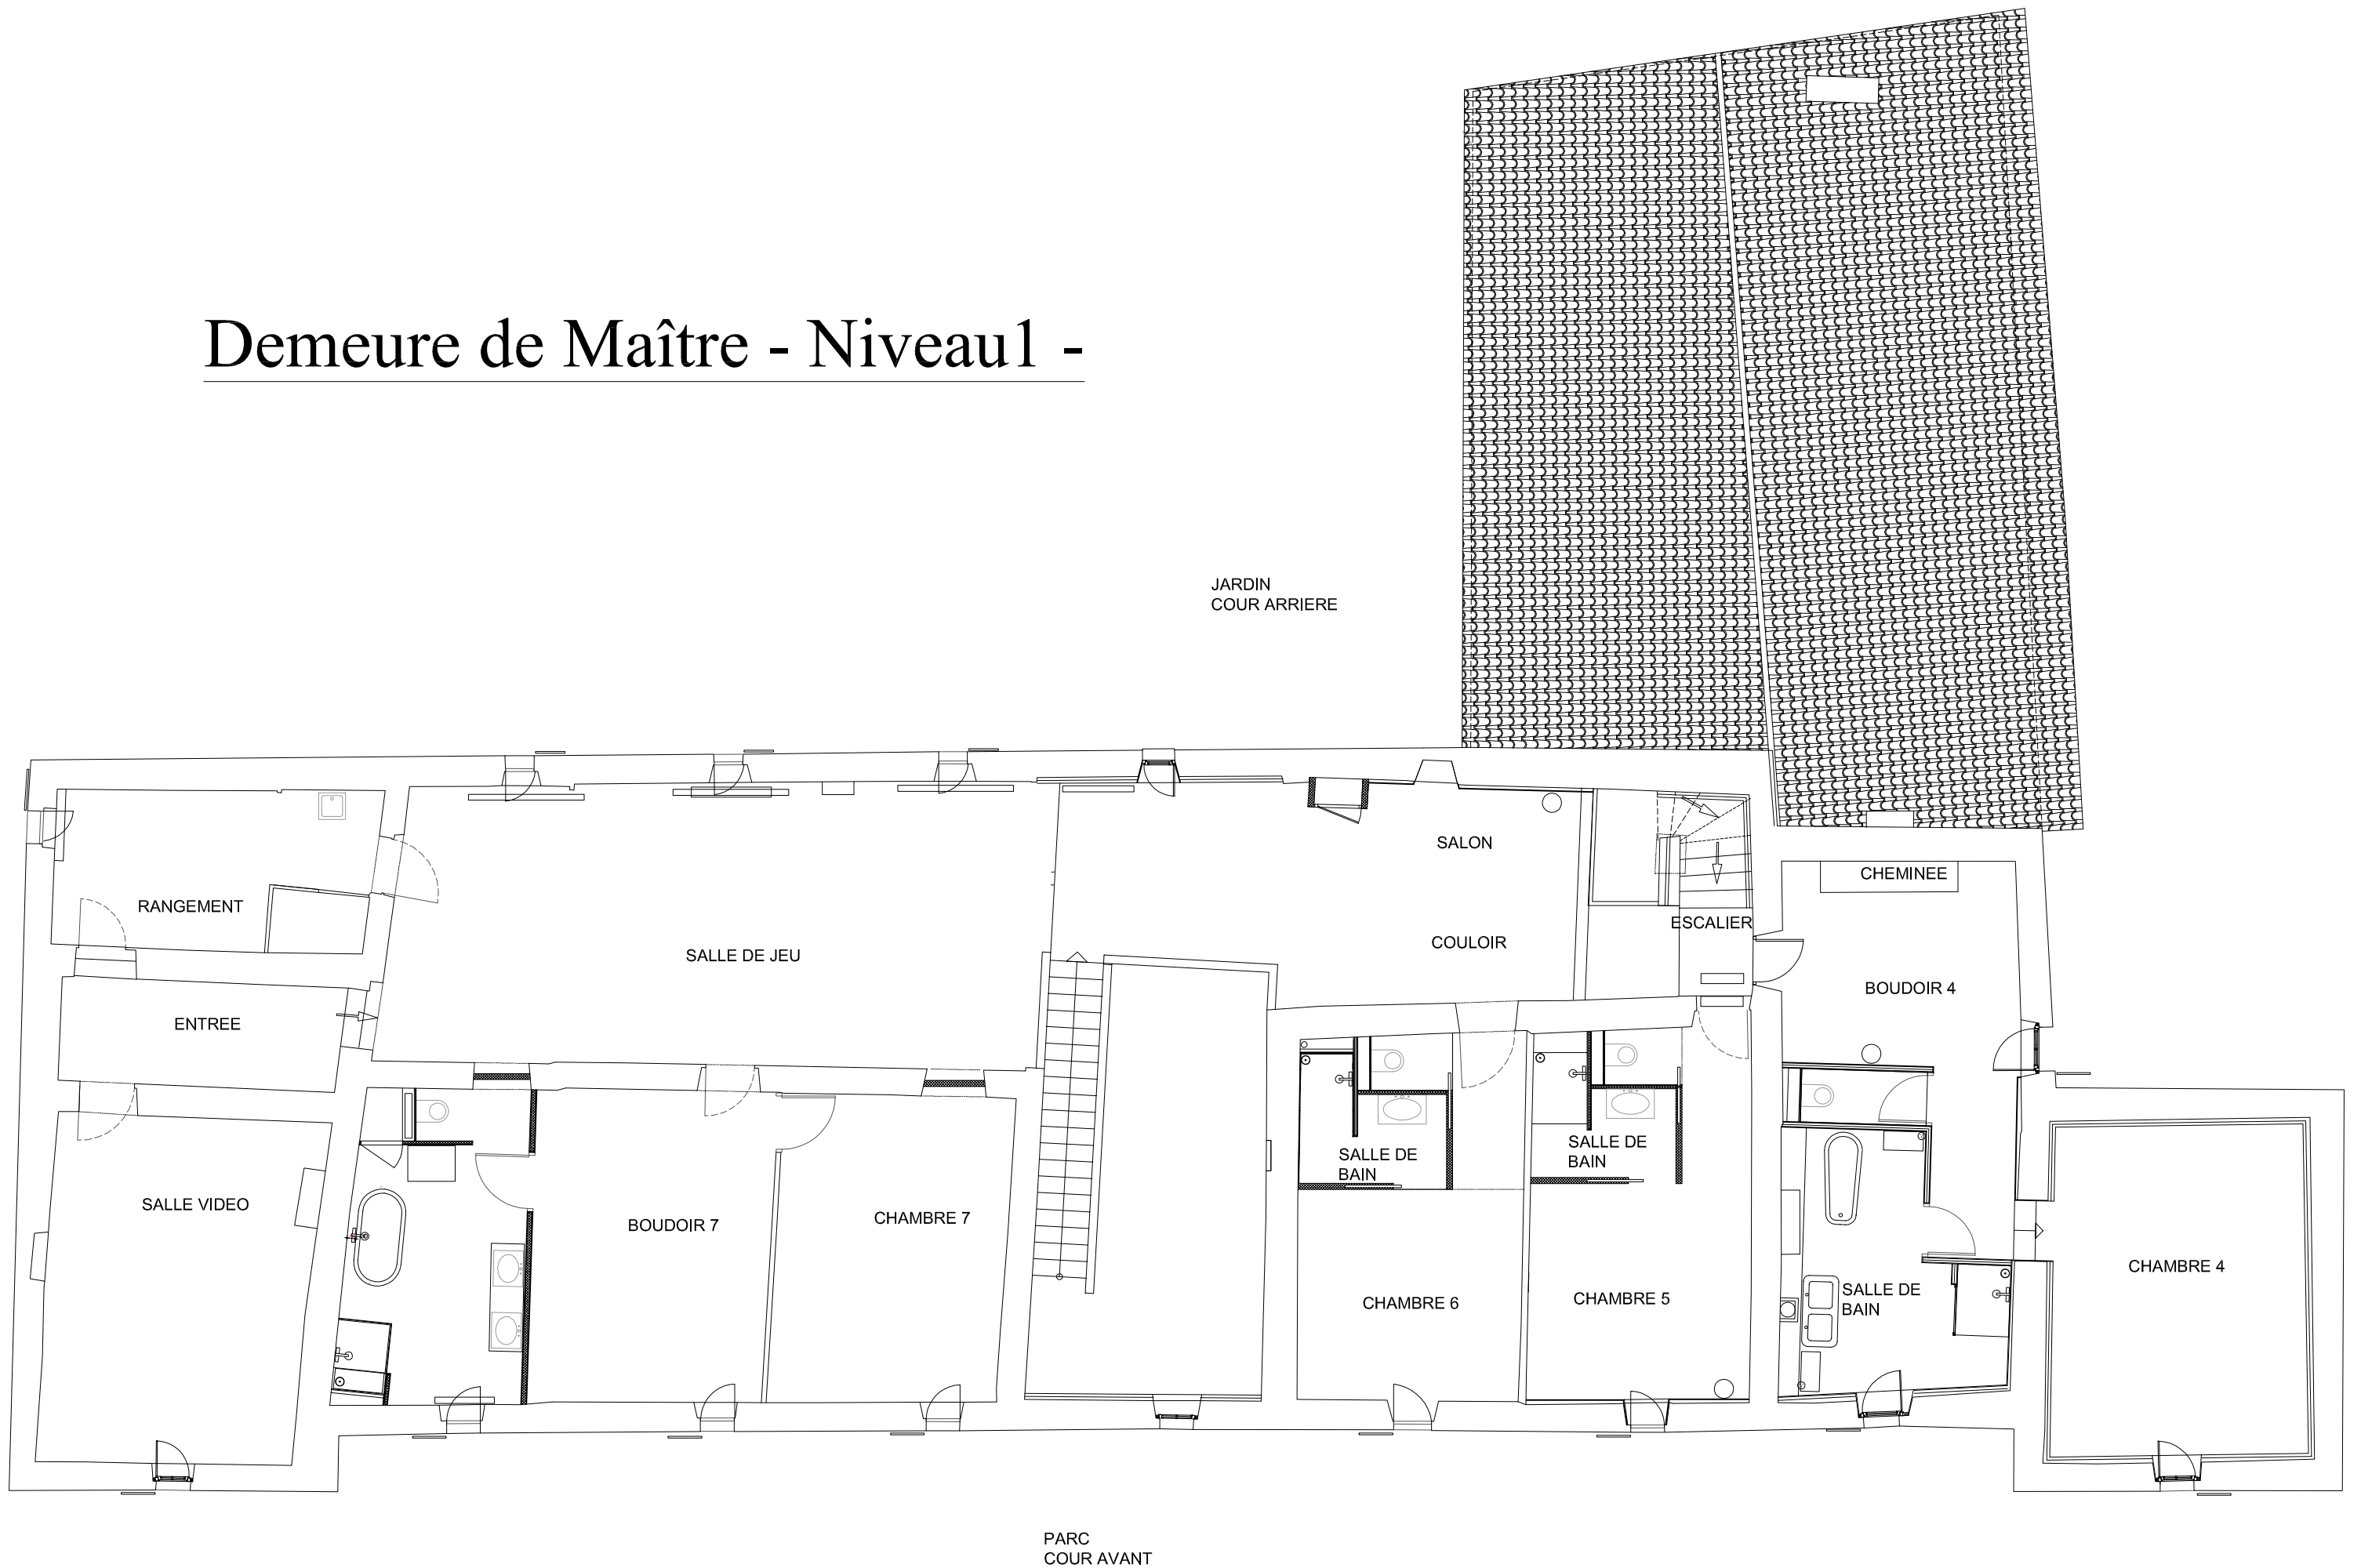 Demeure de Maître - Niveau1 -
JARDIN
COUR ARRIERE
SALON
CHEMINEE
RANGEMENT
ESCALIER
COULOIR
SALLE DE JEU
BOUDOIR 4
ENTREE
SALLE DE
BAIN
SALLE DE
BAIN
SALLE VIDEO
BOUDOIR 7
CHAMBRE 7
CHAMBRE 6
CHAMBRE 5
SALLE DE
BAIN
CHAMBRE 4
PARC
COUR AVANT